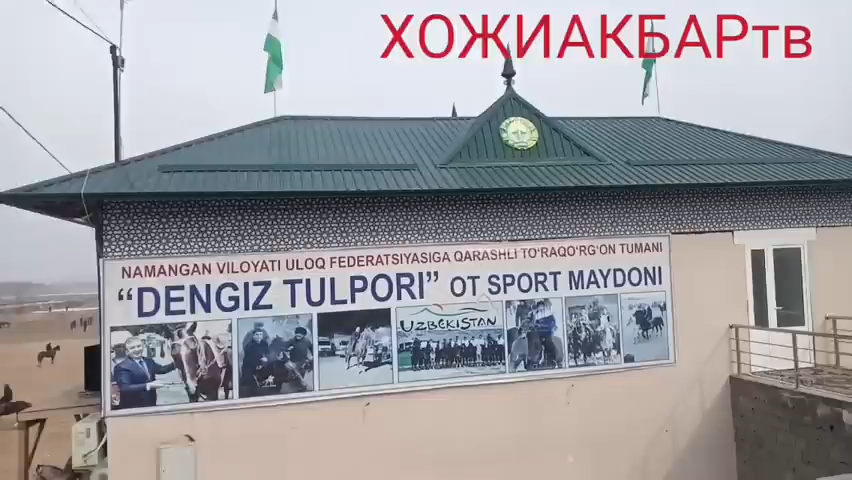 ХОЖИАКБАРТВ
NAMANGAN VILOYATI ULOQ FEDERATSIYASIGA QARASHLI TO'RAQO'RG'ON TUMANI
"DENGIZ TULPORI" OT SPORT MAYDONI
UZBEKISTAN